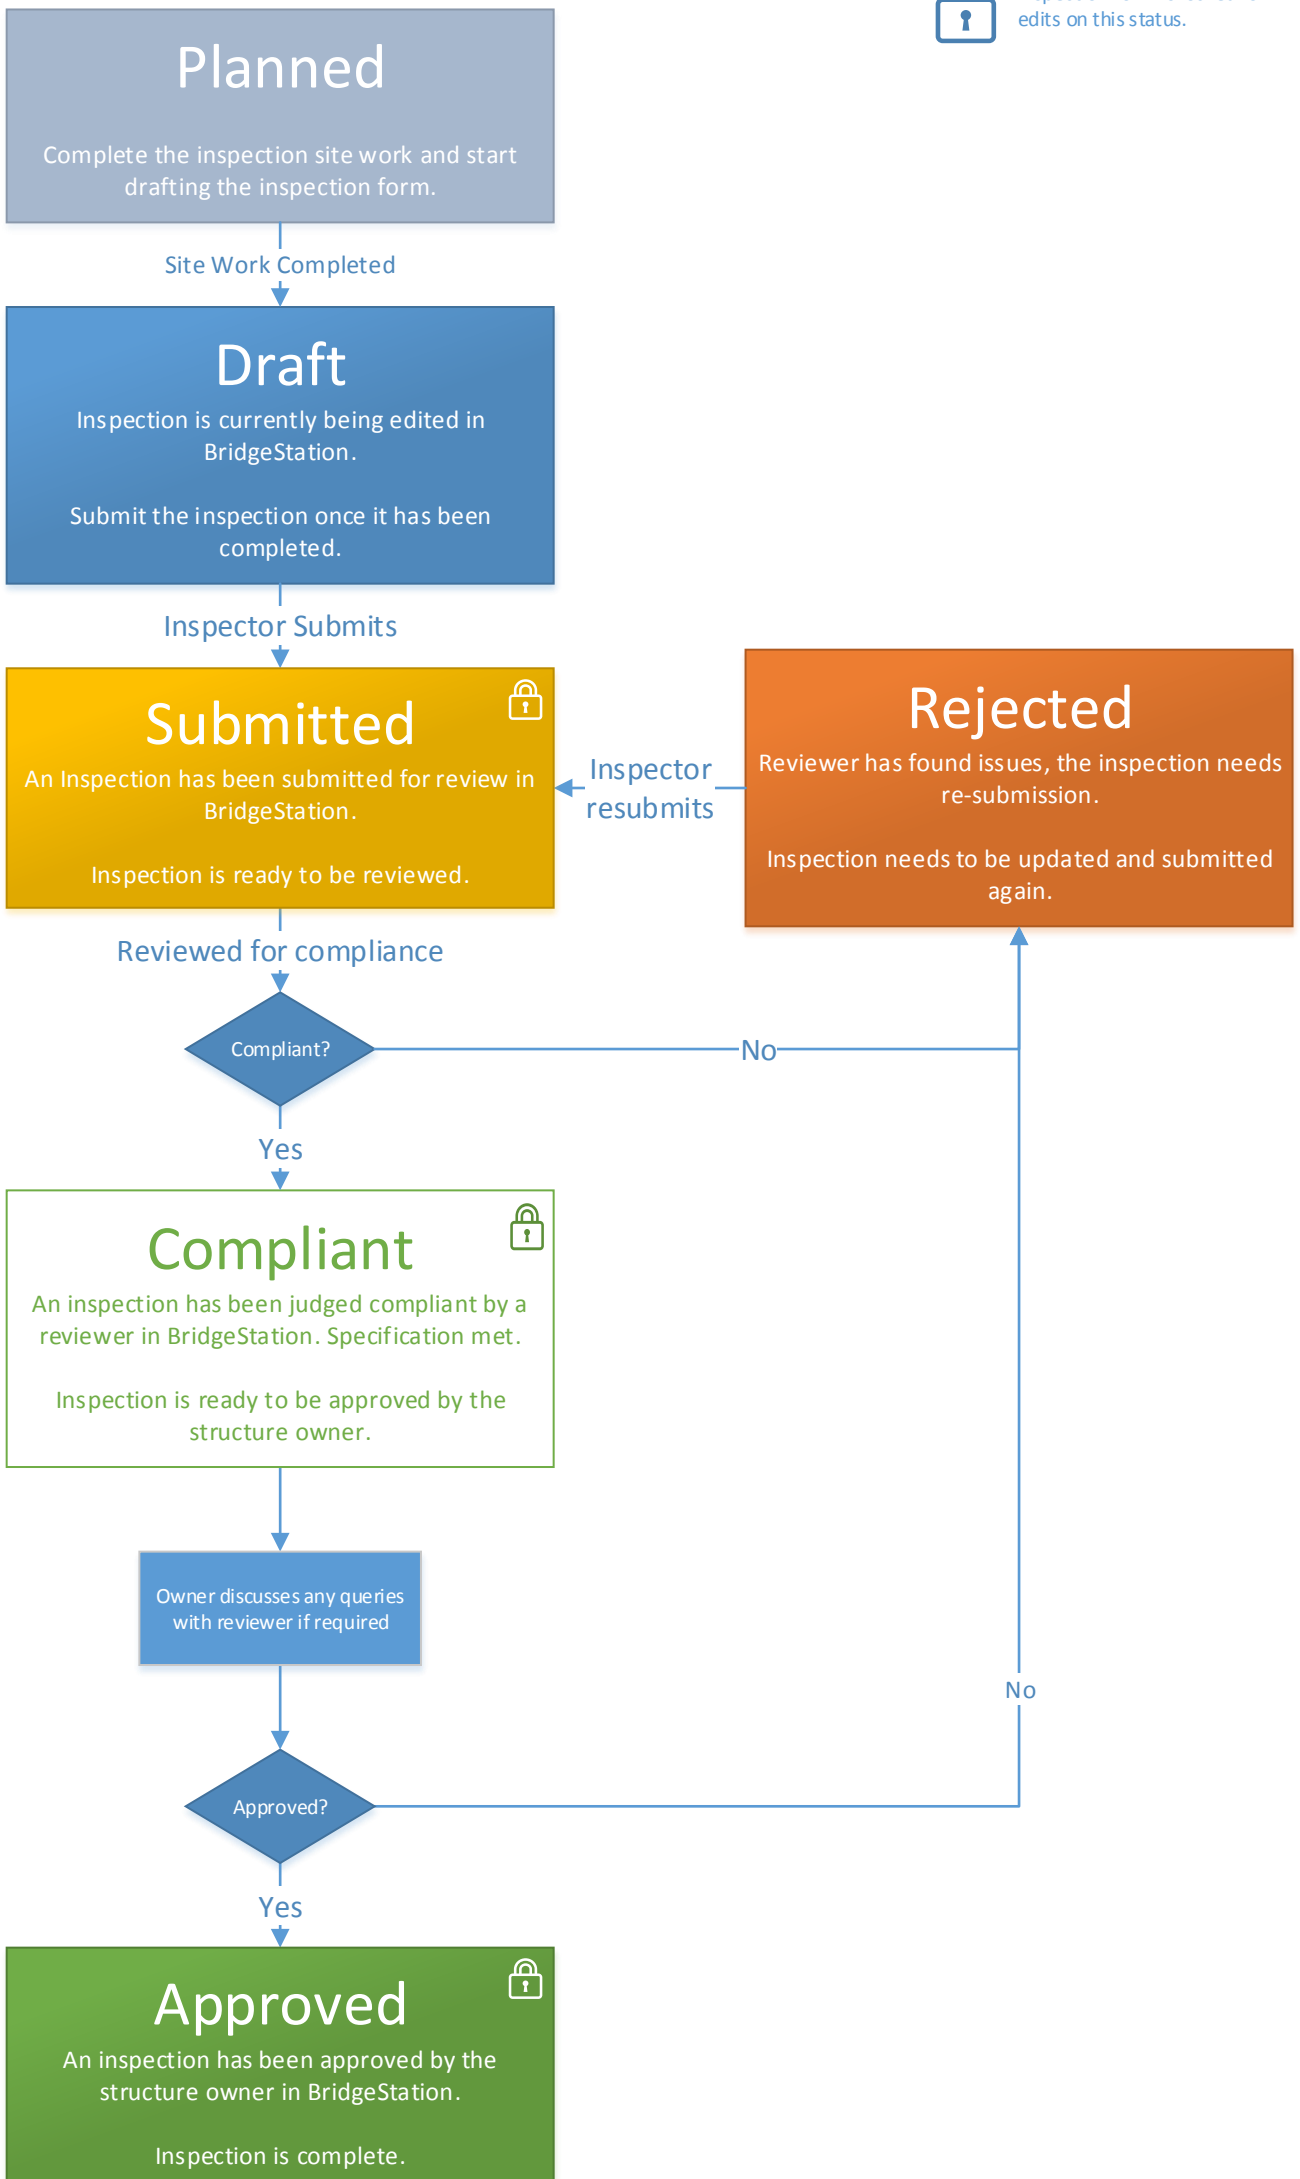 edits on this status.
Planned
Complete the inspection site work and start
drafting the inspection form.
Site Work Completed
Draft
Inspection is currently being edited in
BridgeStation.
Submit the inspection once it has been
completed.
Inspector Submits
Submitted
An Inspection has been submitted for review in
BridgeStation.
Inspection is ready to be reviewed.
Inspector
resubmits
Rejected
Reviewer has found issues, the inspection needs
re-submission.
Inspection needs to be updated and submitted
again.
Reviewed for compliance
Compliant?
No
Yes
Compliant
An inspection has been judged compliant by a
reviewer in BridgeStation. Specification met.
Inspection is ready to be approved by the
structure owner.
Owner discusses any queries
with reviewer if required
No
Approved?
Yes
Approved
An inspection has been approved by the
structure owner in BridgeStation.
Inspection is complete.